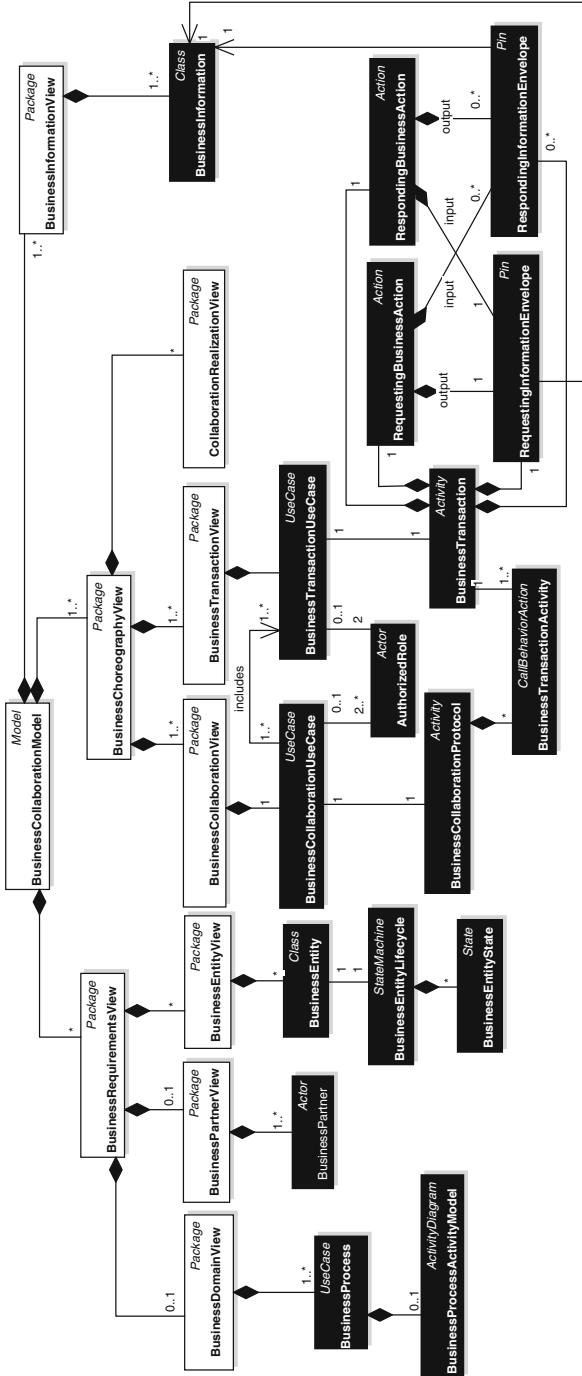 Model
BusinessCollaborationModel
*
1..*
1..*
Package
BusinessRequirementsView
Package
BusinessChoreographyView
Package
BusinessInformationView
0..1
0..1
*
1..*
1..*
*
1..*
Package
BusinessDomainView
Package
BusinessPartnerView
Package
BusinessEntityView
Package
BusinessCollaborationView
Package
BusinessTransactionView
Package
CollaborationRealizationView
Class
BusinessInformation
1
1
1..*
1..*
*
1
includes
1..*
1..*
UseCase
BusinessProcess
Actor
BusinessPartner
Class
BusinessEntity
UseCase
BusinessCollaborationUseCase
UseCase
BusinessTransactionUseCase
0..1
1
1
1
0..1
2..*
0..1
2
1
1
1
1
Actor
AuthorizedRole
ActivityDiagram
BusinessProcessActivityModel
StateMachine
BusinessEntityLifecycle
Activity
BusinessCollaborationProtocol
Activity
BusinessTransaction
*
*
1
1..*
State
BusinessEntityState
CallBehaviorAction
BusinessTransactionActivity
1
1
Action
RequestingBusinessAction
Action
RespondingBusinessAction
output
input
input
output
1
0..*
1
0..*
Pin
RequestingInformationEnvelope
Pin
RespondingInformationEnvelope
1
0..*